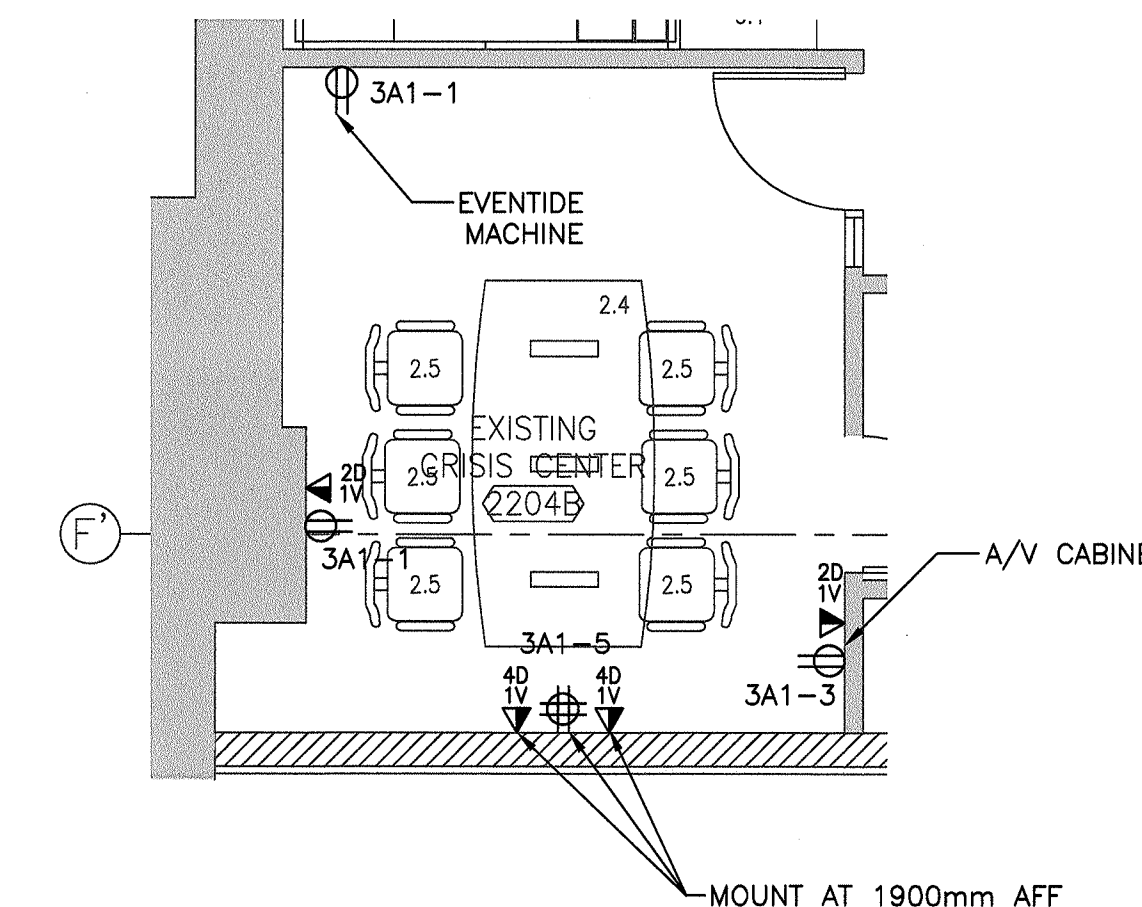 3A1-1
EVENTIDE
MACHINE
2.4
2.5
2.5
EXISTING
CRISIS CENTER
2204B
2.5
2.5
2D
1V
F'
3A1-1
2.5
2.5
A/V CABINE
2D
1V
3A1-5
4D
1V
4D
1V
3A1-3
MOUNT AT 1900mm AFF